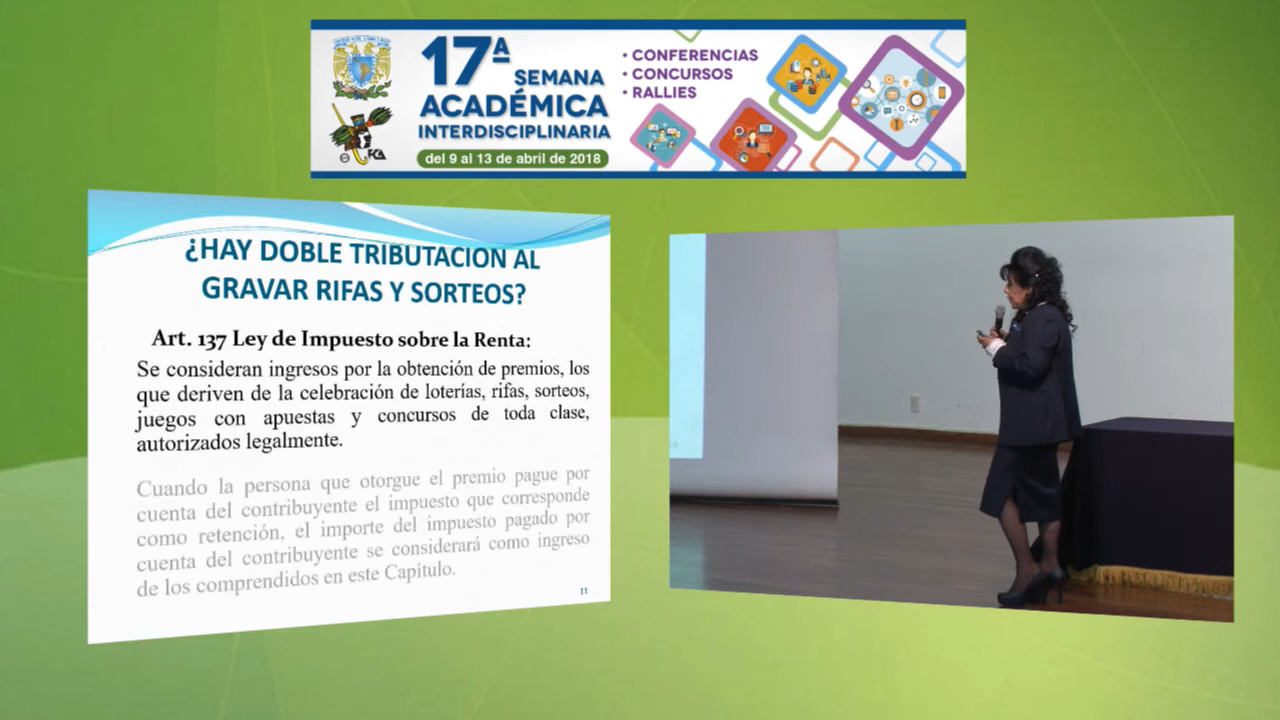 17ª
SEMANA
ACADÉMICA
INTERDISCIPLINARIA
del 9 al 13 de abril de 2018
• CONFERENCIAS
• CONCURSOS
• RALLIES
FCA
¿HAY DOBLE TRIBUTACION AL
GRAVAR RIFAS Y SORTEOS?
Art. 137 Ley de Impuesto sobre la Renta:
Se consideran ingresos por la obtención de premios, los
que deriven de la celebración de loterías, rifas, sorteos,
juegos con apuestas y concursos de toda clase,
autorizados legalmente.
Cuando la persona que otorgue el premio pague por
cuenta del contribuyente el impuesto que corresponde
como retención, el importe del impuesto pagado por
cuenta del contribuyente se considerará como ingreso
de los comprendidos en este Capítulo.
11